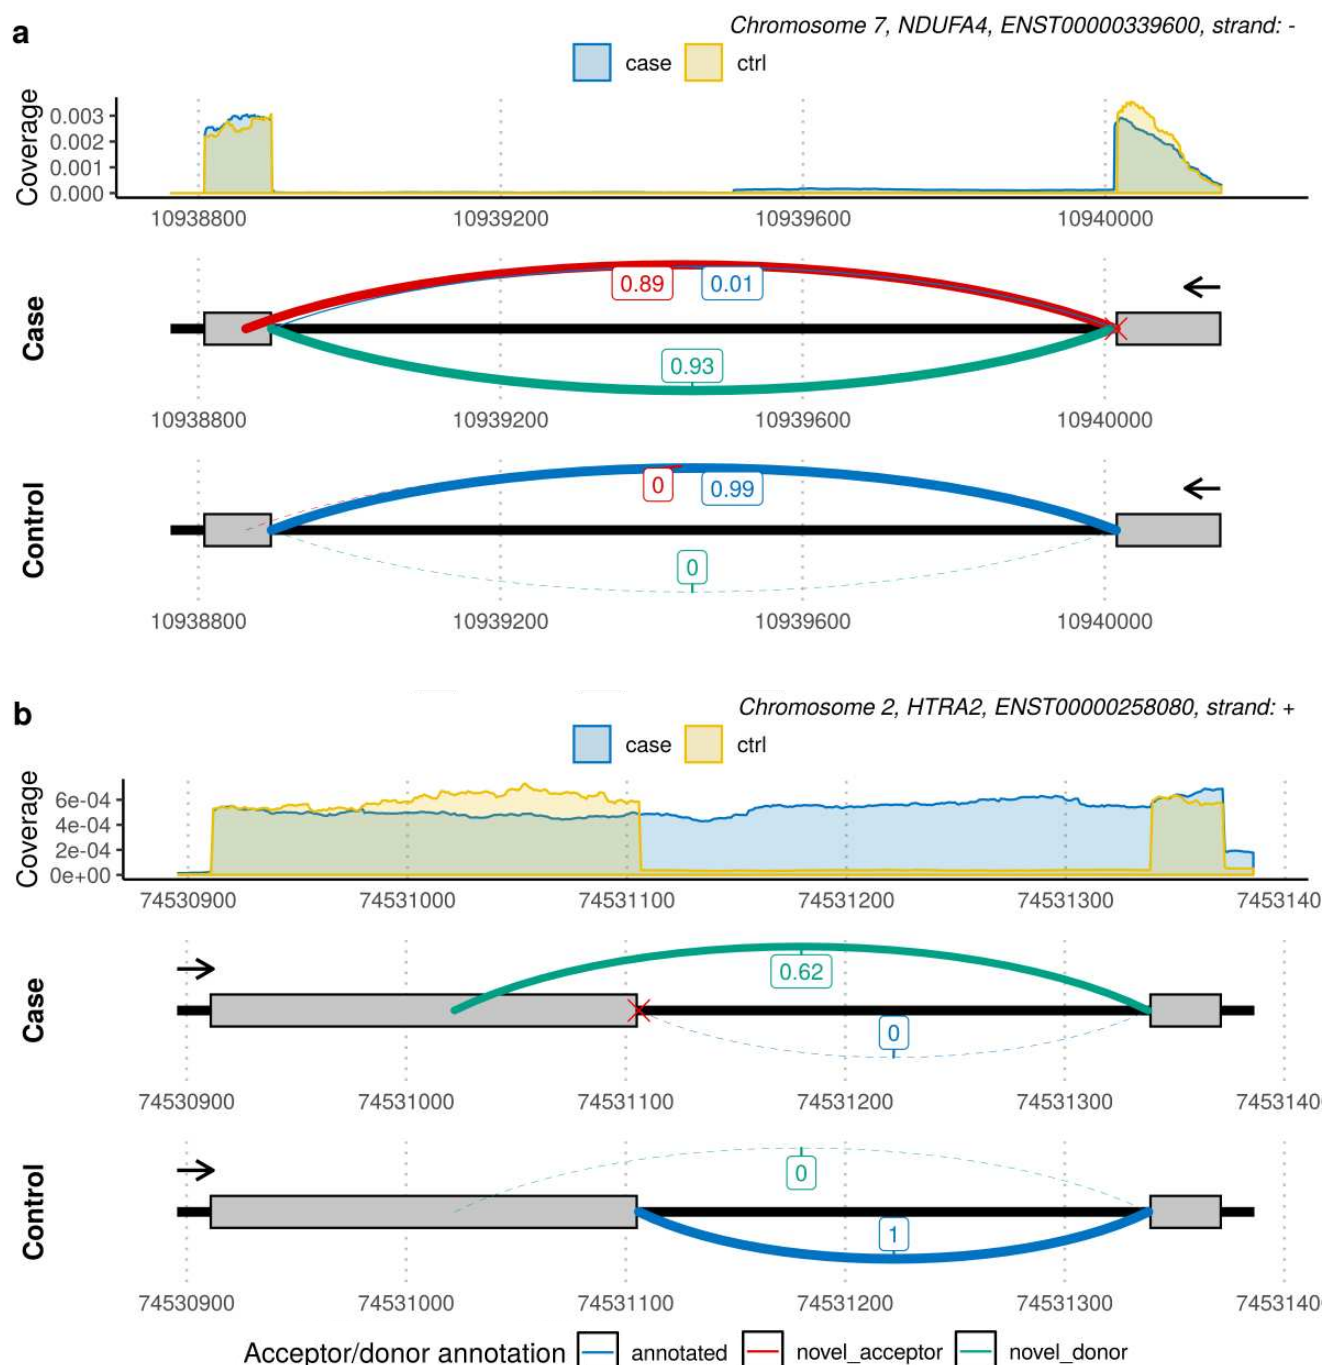 a
Chromosome 7, NDUFA4, ENST00000339600, strand: -
case ctrl
Coverage
0.003
0.002
0.001
0.000
10938800 10939200 10939600 10940000
Case
0.89 0.01
0.93
10938800 10939200 10939600 10940000
Control
0 0.99
0
10938800 10939200 10939600 10940000
b
Chromosome 2, HTRA2, ENST00000258080, strand: +
case ctrl
Coverage
6e-04
4e-04
2e-04
0e+00
74530900 74531000 74531100 74531200 74531300 7453140
Case
0.62
0
74530900 74531000 74531100 74531200 74531300 7453140
Control
0
1
74530900 74531000 74531100 74531200 74531300 7453140
Acceptor/donor annotation annotated novel_acceptor novel_donor